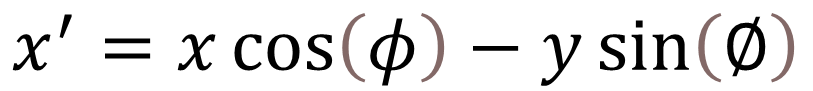 x′ = x cos(ϕ) − y sin(∅)